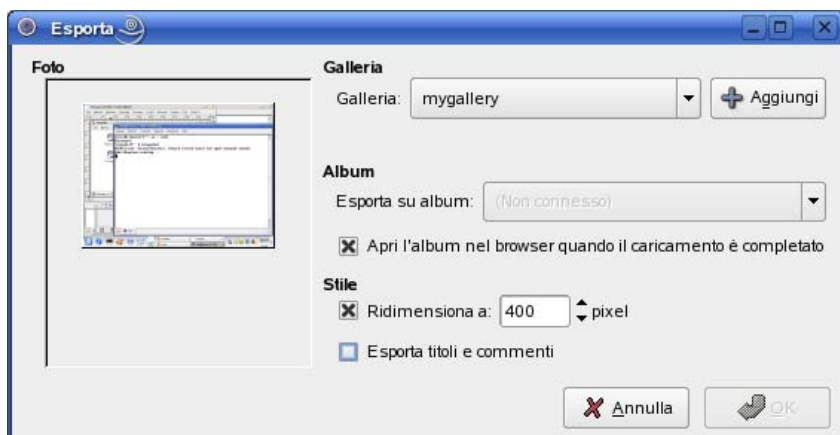 Esporta
Foto
Galleria
Galleria: mygallery Aggiungi
Album
Esporta su album: (Non connesso)
Apri l'album nel browser quando il caricamento è completato
Stile
Ridimensiona a: 400 pixel
Esporta titoli e commenti
Annulla OK